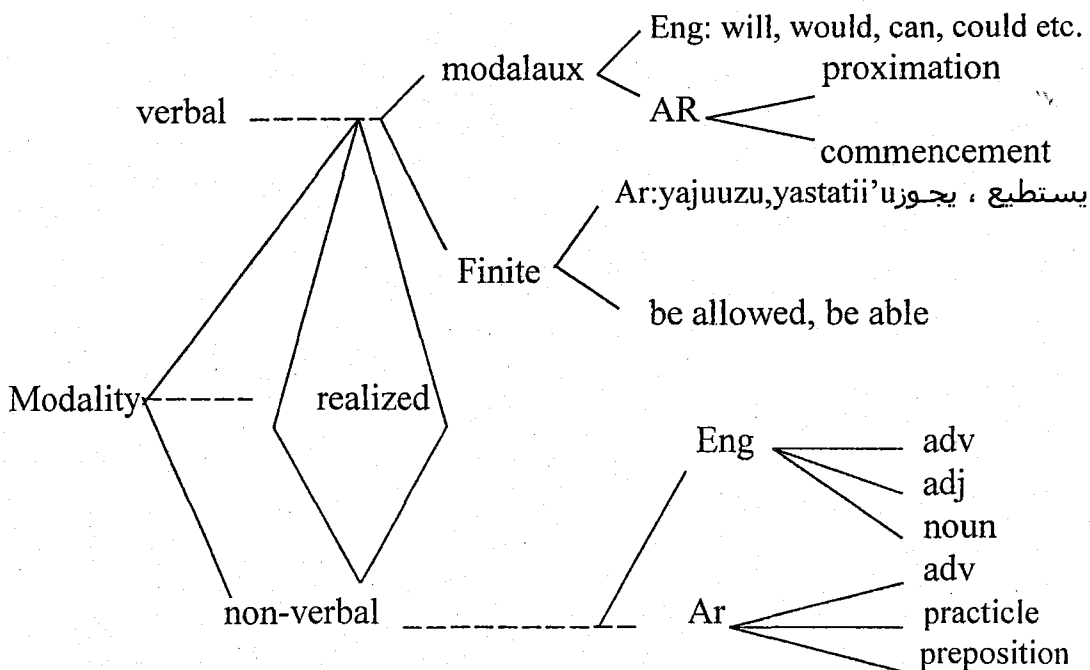 Eng: will, would, can, could etc.
modalaux
proximation
verbal
AR
commencement
Ar:yajuuzu,yastatii'uيستطيع ، يجوز
Finite
be allowed, be able
Modality
realized
Eng
adv
adj
noun
adv
non-verbal
Ar
practicle
preposition